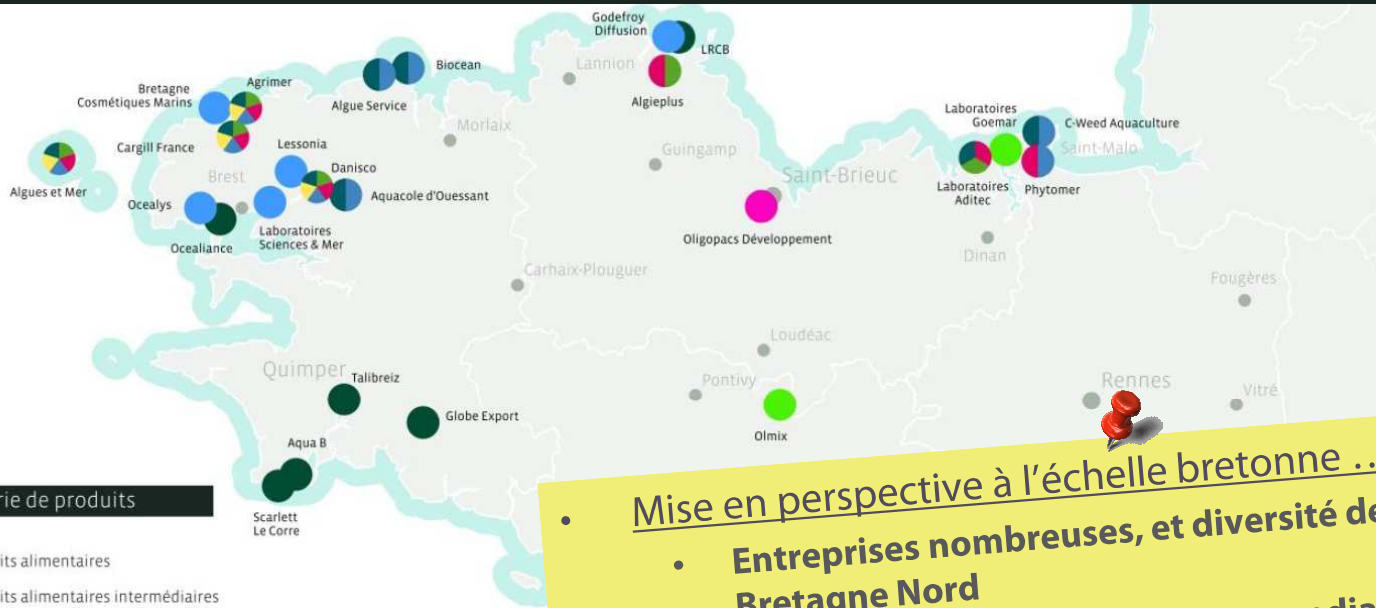 Godefroy
Diffusion
LRCB
Lannion
Algieplus
Biocean
Algue Service
Agrimer
Bretagne
Cosmétiques Marins
Morlaix
Cargill France
Lessonia
Danisco
Aquacole d'Ouessant
Algues et Mer
Brest
Ocealys
Ocealiance
Laboratoires
Sciences & Mer
Guingamp
Saint-Brieuc
Oligopacs Développement
Laboratoires
Goemar
C-Weed Aquaculture
Saint-Malo
Laboratoires
Aditec
Phytomer
Dinan
Fougères
Carhaix-Plouguer
Loudéac
Pontivy
Rennes
Vitré
Olmix
Quimper
Talibreiz
Globe Export
Aqua B
Scarlett
Le Corre
rie de produits
its alimentaires
its alimentaires intermédiaires
• Mise en perspective à l'échelle bretonne ..
• Entreprises nombreuses, et diversité de
Bretagne Nord